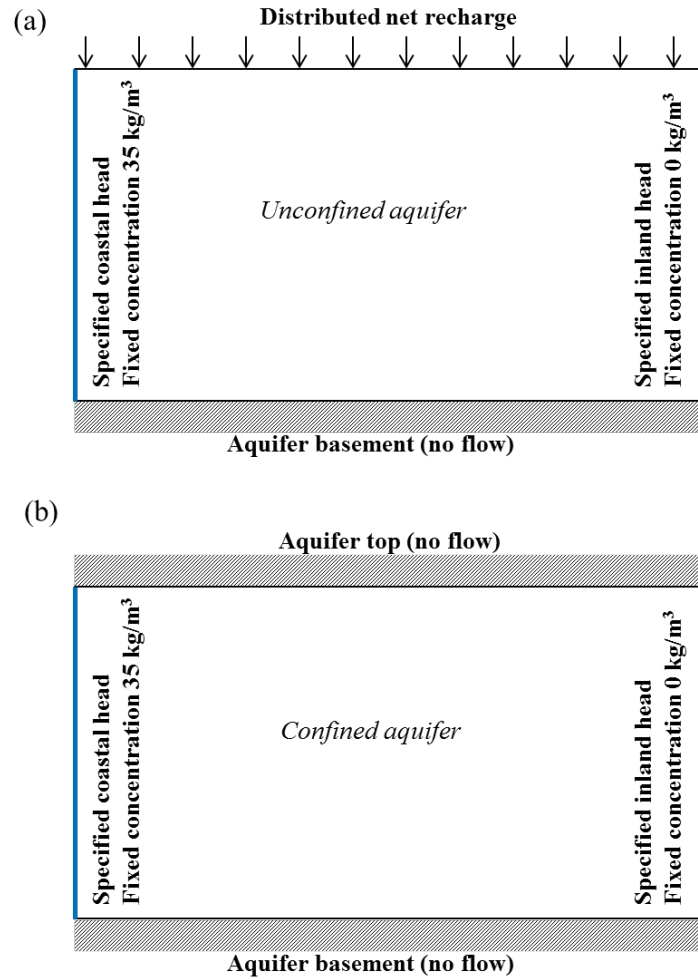 (a)
Distributed net recharge
Specified coastal head
Fixed concentration 35 kg/m³
Unconfined aquifer
Specified inland head
Fixed concentration 0 kg/m³
Aquifer basement (no flow)
(b)
Aquifer top (no flow)
Specified coastal head
Fixed concentration 35 kg/m³
Confined aquifer
Specified inland head
Fixed concentration 0 kg/m³
Aquifer basement (no flow)